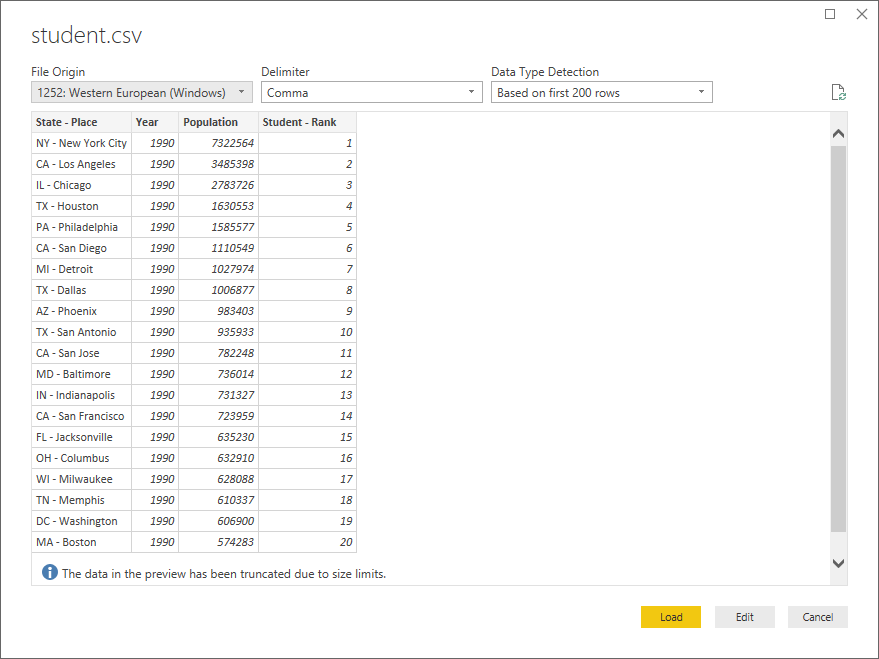 student.csv
File Origin Delimiter Data Type Detection
1252: Western European (Windows) Comma Based on first 200 rows
State - Place Year Population Student - Rank
NY - New York City 1990 7322564 1
CA - Los Angeles 1990 3485398 2
IL - Chicago 1990 2783726 3
TX - Houston 1990 1630553 4
PA - Philadelphia 1990 1585577 5
CA - San Diego 1990 1110549 6
MI - Detroit 1990 1027974 7
TX - Dallas 1990 1006877 8
AZ - Phoenix 1990 983403 9
TX - San Antonio 1990 935933 10
CA - San Jose 1990 782248 11
MD - Baltimore 1990 736014 12
IN - Indianapolis 1990 731327 13
CA - San Francisco 1990 723959 14
FL - Jacksonville 1990 635230 15
OH - Columbus 1990 632910 16
WI - Milwaukee 1990 628088 17
TN - Memphis 1990 610337 18
DC - Washington 1990 606900 19
MA - Boston 1990 574283 20
The data in the preview has been truncated due to size limits.
Load Edit Cancel